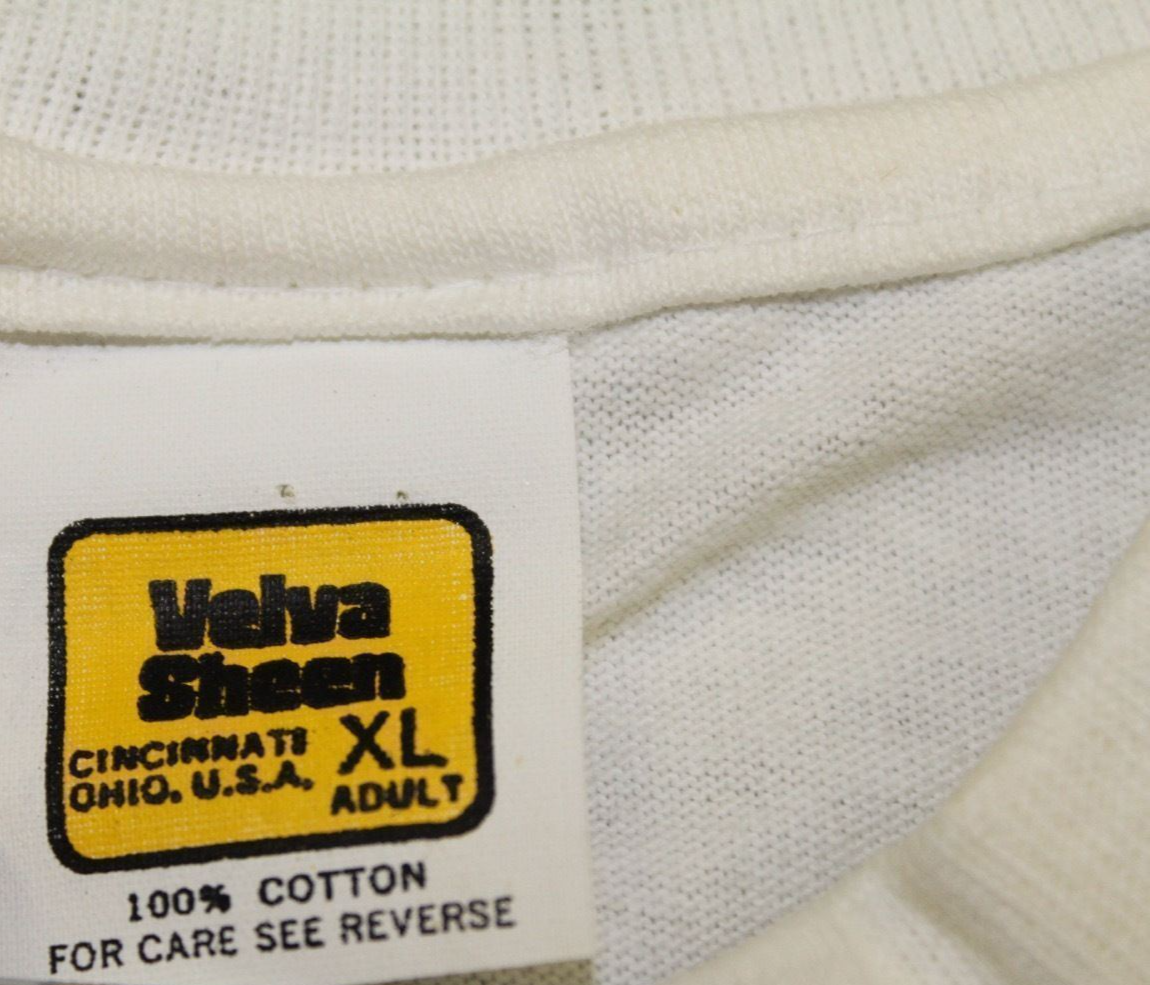 Velva
Sheen
CINCINNATI
OHIO, U.S.A.
XL
ADULT
100% COTTON
FOR CARE SEE REVERSE